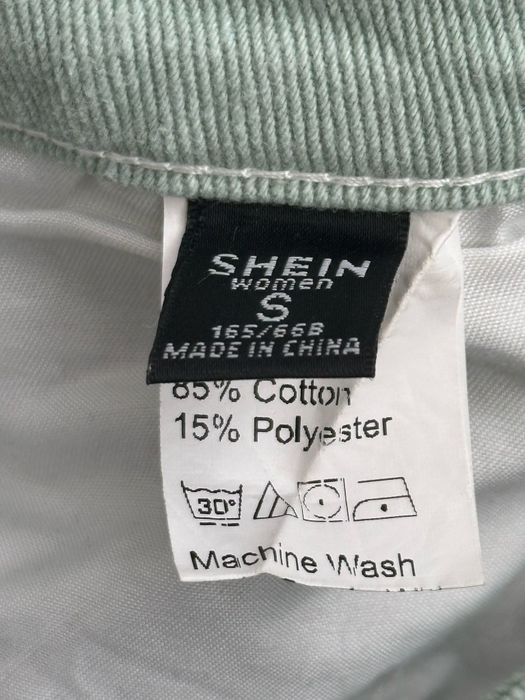 SHEIN
women
S
165/66B
MADE IN CHINA
85% Cotton
15% Polyester
30°
Machine Wash